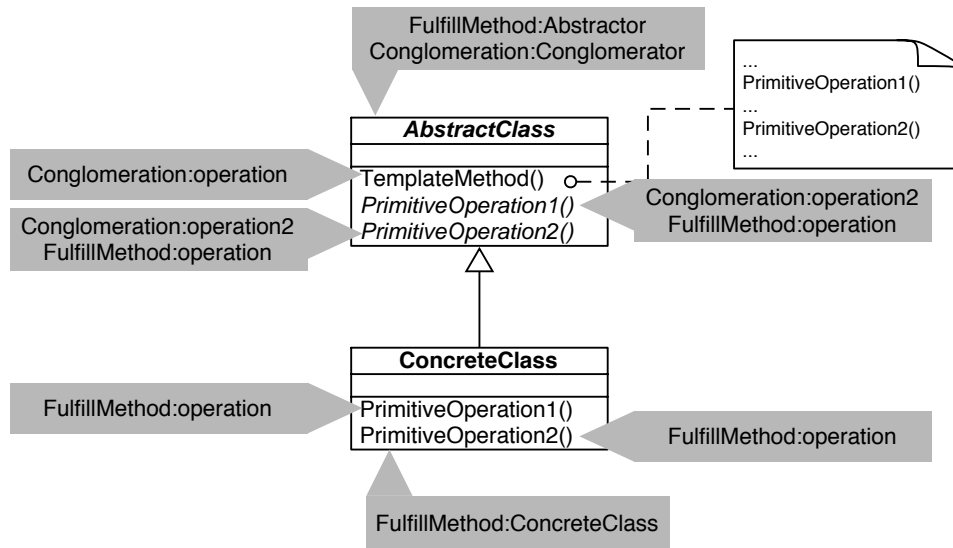 FulfillMethod:Abstractor
Conglomeration:Conglomerator
...
PrimitiveOperation1()
...
PrimitiveOperation2()
...
AbstractClass
Conglomeration:operation
TemplateMethod()
PrimitiveOperation1()
PrimitiveOperation2()
Conglomeration:operation2
FulfillMethod:operation
Conglomeration:operation2
FulfillMethod:operation
ConcreteClass
FulfillMethod:operation
PrimitiveOperation1()
PrimitiveOperation2()
FulfillMethod:operation
FulfillMethod:ConcreteClass